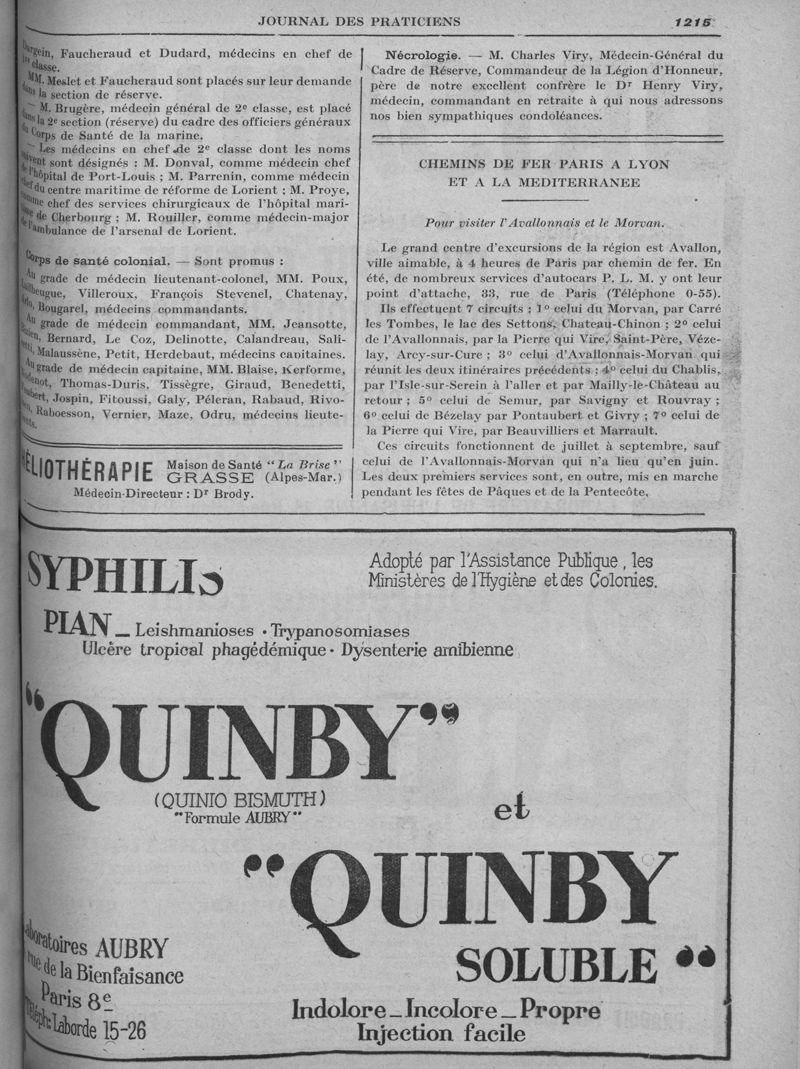 JOURNAL DES PRATICIENS 1215
Faucheraud et Dudard, médecins en chef de
classe.
MM. Meslet et Faucheraud sont placés sur leur demande
dans la section de réserve.
— M. Brugère, médecin général de 2e classe, est placé
dans la 2e section (réserve) du cadre des officiers généraux
du Corps de Santé de la marine.
— Les médecins en chef de 2e classe dont les noms
suivent sont désignés : M. Donval, comme médecin chef
de l'hôpital de Port-Louis ; M. Parrenin, comme médecin
chef du centre maritime de réforme de Lorient ; M. Proye,
comme chef des services chirurgicaux de l'hôpital mari-
de Cherbourg ; M. Rouiller, comme médecin-major
de l'ambulance de l'arsenal de Lorient.
Corps de santé colonial. — Sont promus :
Au grade de médecin lieutenant-colonel, MM. Poux,
Villeroux, François Stevenel, Chatenay,
Bougarel, médecins commandants.
Au grade de médecin commandant, MM. Jeansotte,
Bernard, Le Coz, Delinotte, Calandreau, Sali-
Malaussène, Petit, Herdebaut, médecins capitaines.
Au grade de médecin capitaine, MM. Blaise, Kerforme,
Thomas-Duris, Tissègre, Giraud, Benedetti,
Jospin, Fitoussi, Galy, Péleran, Rabaud, Rivo-
Raboesson, Vernier, Maze, Odru, médecins lieute-
HÉLIOTHÉRAPIE Maison de Santé "La Brise"
GRASSE (Alpes-Mar.)
Médecin-Directeur : Dr Brody.
Nécrologie. — M. Charles Viry, Médecin-Général du
Cadre de Réserve, Commandeur de la Légion d'Honneur,
père de notre excellent confrère le Dr Henry Viry,
médecin, commandant en retraite à qui nous adressons
nos bien sympathiques condoléances.
CHEMINS DE FER PARIS A LYON
ET A LA MEDITERRANEE
Pour visiter l'Avallonnais et le Morvan.
Le grand centre d'excursions de la région est Avallon,
ville aimable, à 4 heures de Paris par chemin de fer. En
été, de nombreux services d'autocars P. L. M. y ont leur
point d'attache, 33, rue de Paris (Téléphone 0-55).
Ils effectuent 7 circuits : 1o celui du Morvan, par Carré
les Tombes, le lac des Settons, Chateau-Chinon ; 2o celui
de l'Avallonnais, par la Pierre qui Vire, Saint-Père, Véze-
lay, Arcy-sur-Cure ; 3o celui d'Avallonnais-Morvan qui
réunit les deux itinéraires précédents ; 4o celui du Chablis,
par l'Isle-sur-Serein à l'aller et par Mailly-le-Château au
retour ; 5o celui de Semur, par Savigny et Rouvray ;
6o celui de Bézelay par Pontaubert et Givry ; 7o celui de
la Pierre qui Vire, par Beauvilliers et Marrault.
Ces circuits fonctionnent de juillet à septembre, sauf
celui de l'Avallonnais-Morvan qui n'a lieu qu'en juin.
Les deux premiers services sont, en outre, mis en marche
pendant les fêtes de Pâques et de la Pentecôte,
SYPHILIS
Adopté par l'Assistance Publique, les
Ministères de l'Hygiène et des Colonies.
PIAN — Leishmanioses • Trypanosomiases
Ulcère tropical phagédémique • Dysenterie amibienne
"QUINBY"
(QUINIO BISMUTH)
"Formule AUBRY"
et
"QUINBY
SOLUBLE"
Laboratoires AUBRY
rue de la Bienfaisance
Paris 8e
Téléph: Laborde 15-26
Indolore — Incolore — Propre
Injection facile